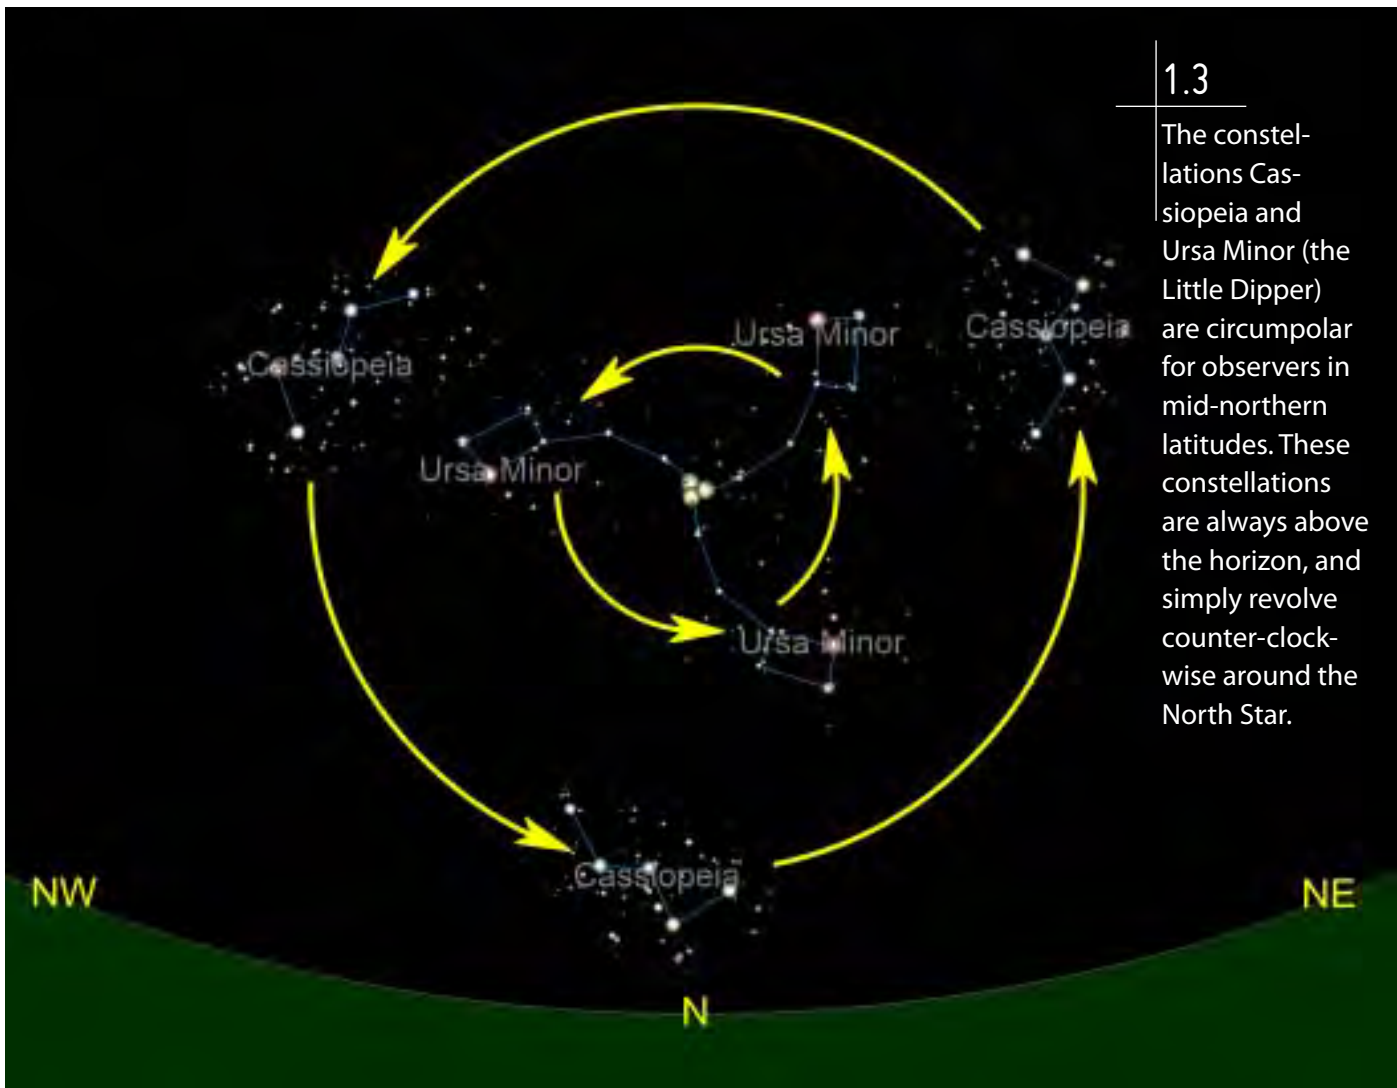 1.3
The constel-
lations Cas-
siopeia and
Ursa Minor (the
Little Dipper)
are circumpolar
for observers in
mid-northern
latitudes. These
constellations
are always above
the horizon, and
simply revolve
counter-clock-
wise around the
North Star.
Ursa Minor
Cassiopeia
Cassiopeia
Ursa Minor
Ursa Minor
Cassiopeia
NW
NE
N